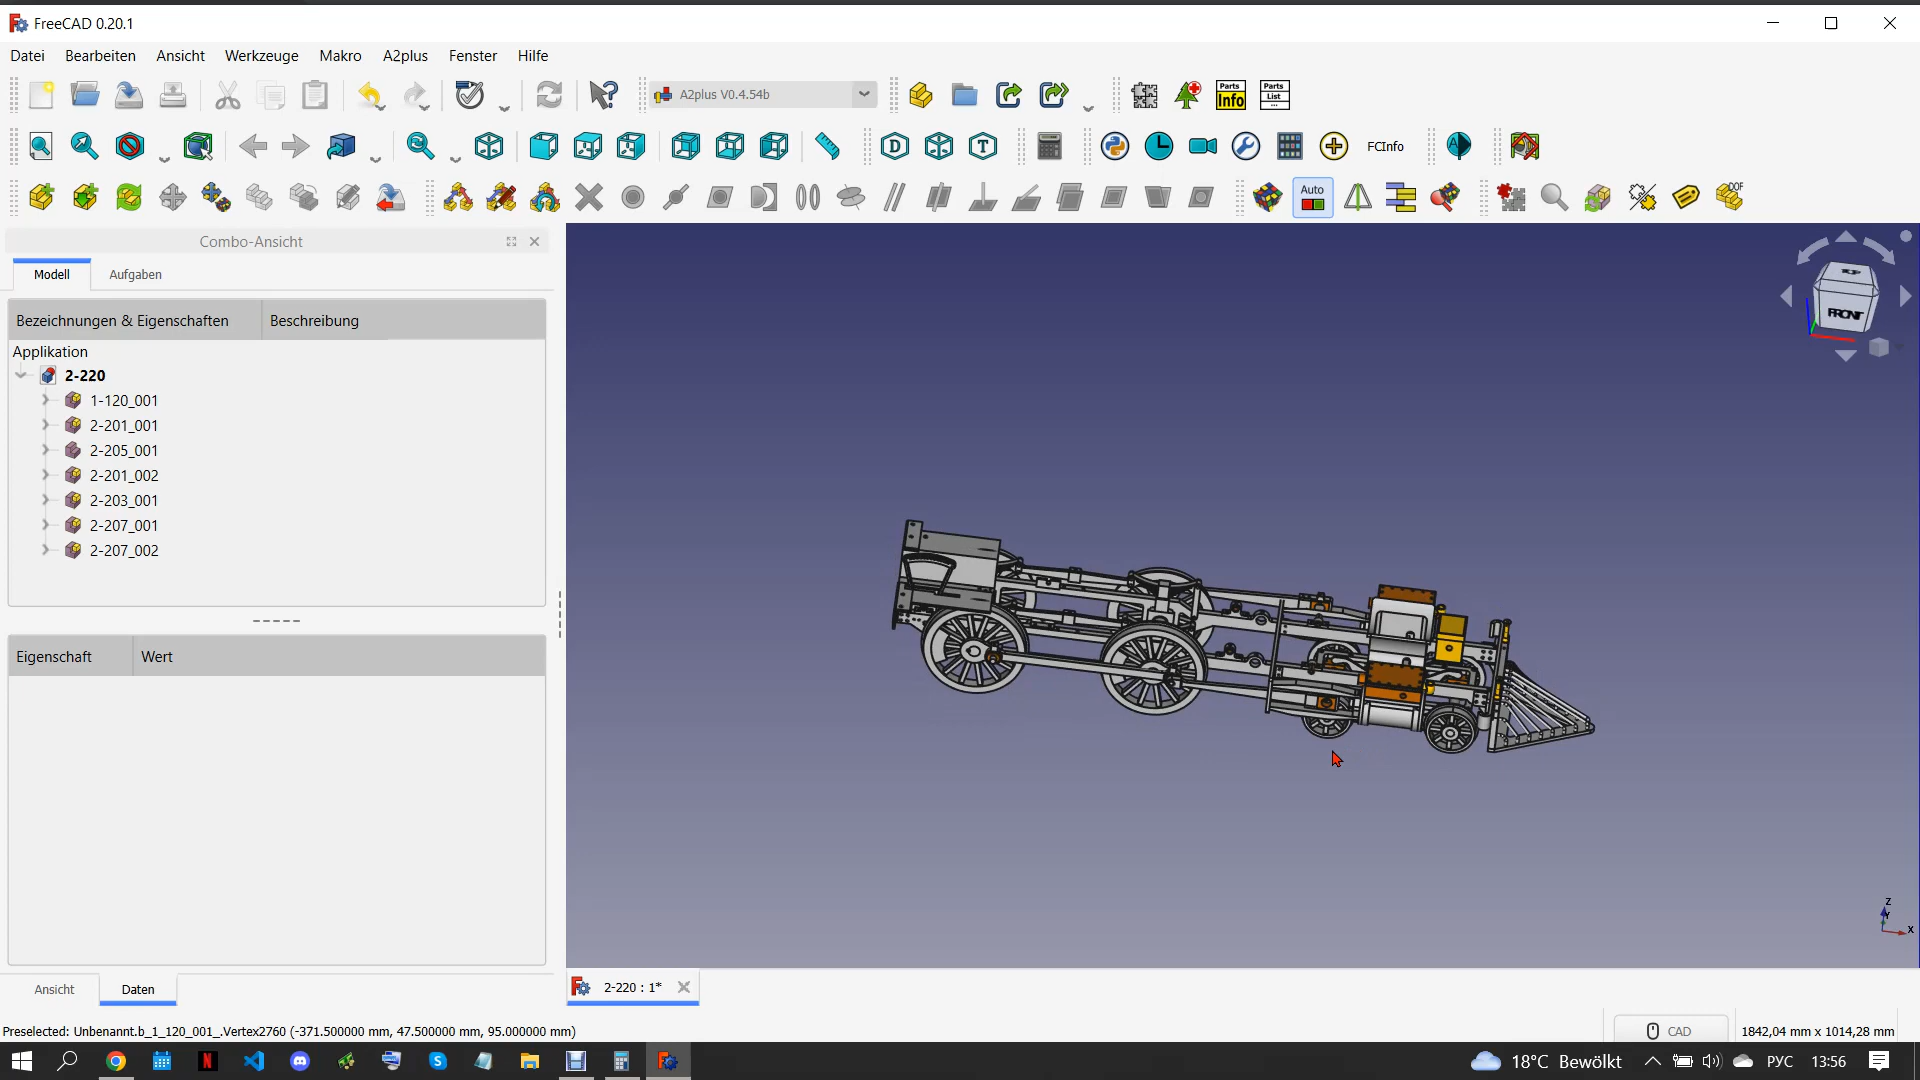 FreeCAD 0.20.1
Datei Bearbeiten Ansicht Werkzeuge Makro A2plus Fenster Hilfe
A2plus V0.4.54b
Parts Info
Parts List ...
D T FCInfo
Auto
DOF
Combo-Ansicht
Modell Aufgaben
Bezeichnungen & Eigenschaften Beschreibung
Applikation
2-220
1-120_001
2-201_001
2-205_001
2-201_002
2-203_001
2-207_001
2-207_002
Eigenschaft Wert
TOP
FRONT
Z
Y
X
Ansicht Daten
2-220 : 1*
Preselected: Unbenannt.b_1_120_001_.Vertex2760 (-371.500000 mm, 47.500000 mm, 95.000000 mm)
CAD
1842,04 mm x 1014,28 mm
18°C Bewölkt
РУС
13:56